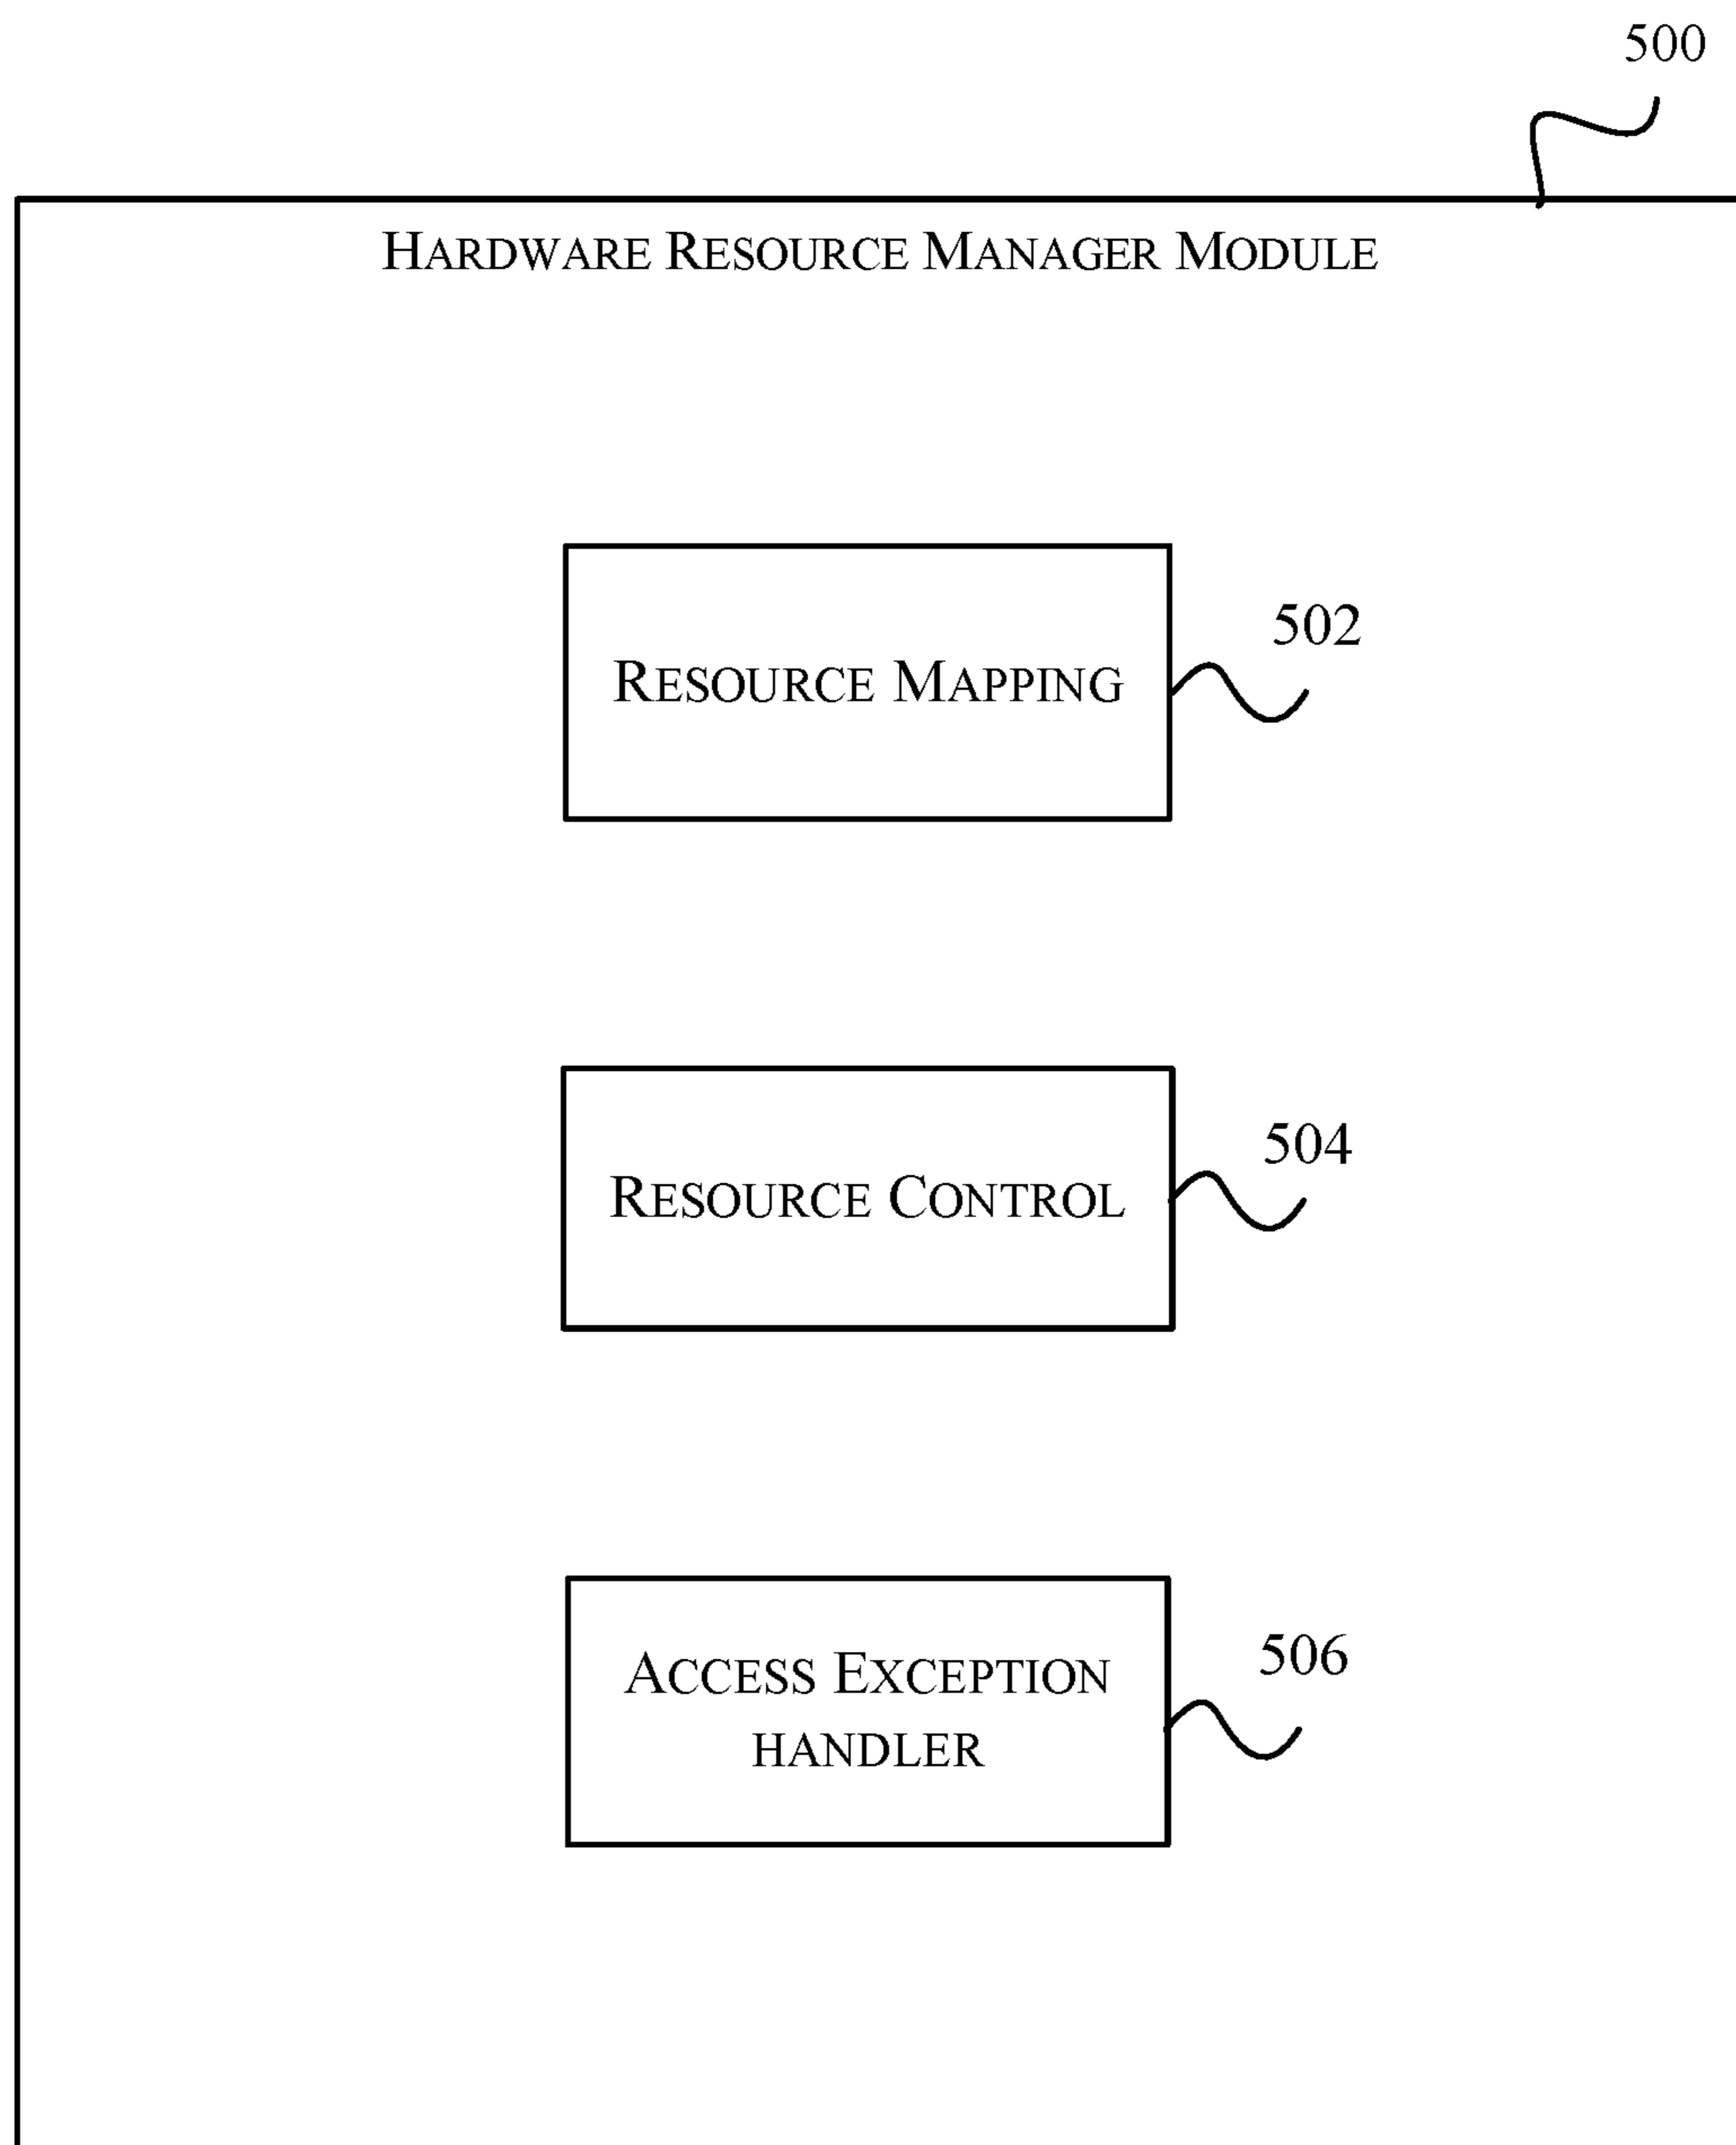 500
HARDWARE RESOURCE MANAGER MODULE
502
RESOURCE MAPPING
504
RESOURCE CONTROL
506
ACCESS EXCEPTION
HANDLER